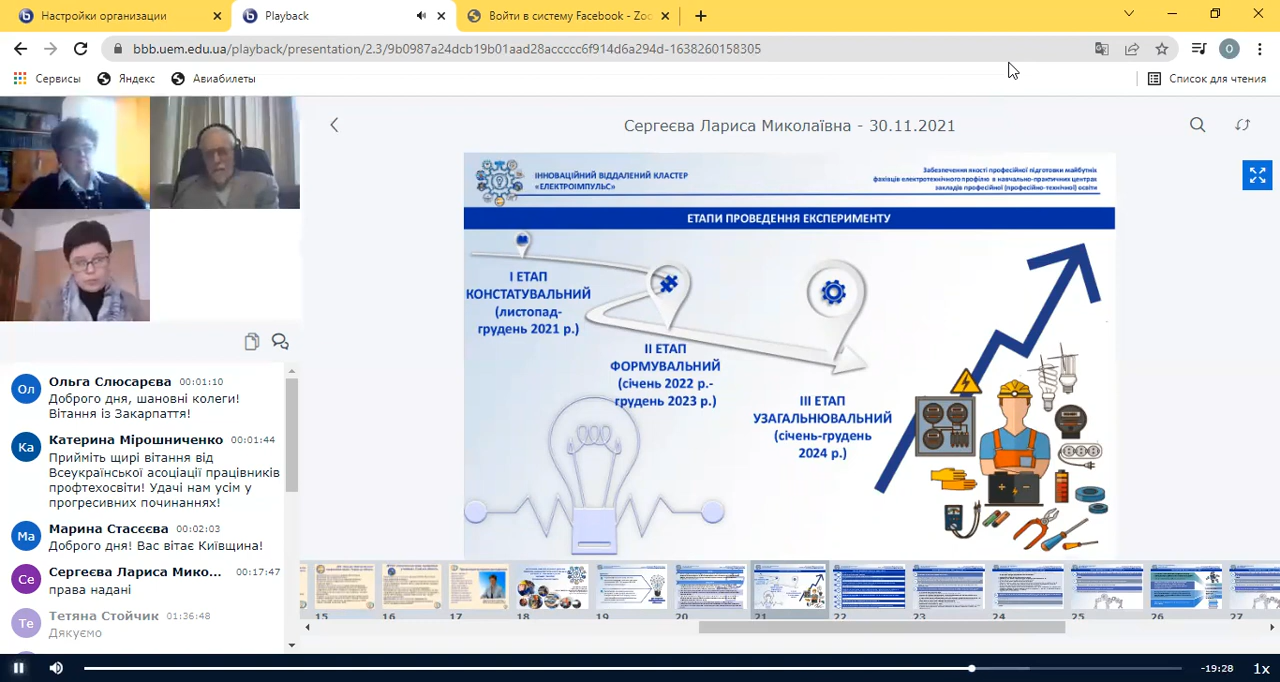 Настройки организации
Playback
Войти в систему Facebook - Zoo
bbb.uem.edu.ua/playback/presentation/2.3/9b0987a24dcb19b01aad28accccc6f914d6a294d-1638260158305
O
Сервисы
Яндекс
Авиабилеты
Список для чтения
Сергеєва Лариса Миколаївна - 30.11.2021
ІННОВАЦІЙНИЙ ВІДДАЛЕНИЙ КЛАСТЕР
«ЕЛЕКТРОІМПУЛЬС»
Забезпечення якості професійної підготовки майбутніх
фахівців електротехнічного профілю в навчально-практичних центрах
закладів професійної (професійно-технічної) освіти
ЕТАПИ ПРОВЕДЕННЯ ЕКСПЕРИМЕНТУ
І ЕТАП
КОНСТАТУВАЛЬНИЙ
(листопад-
грудень 2021 р.)
ІІ ЕТАП
ФОРМУВАЛЬНИЙ
(січень 2022 р.-
грудень 2023 р.)
ІІІ ЕТАП
УЗАГАЛЬНЮВАЛЬНИЙ
(січень-грудень
2024 р.)
Ол
Ольга Слюсарєва 00:01:10
Доброго дня, шановні колеги!
Вітання із Закарпаття!
Ка
Катерина Мірошниченко 00:01:44
Прийміть щирі вітання від
Всеукраїнської асоціації працівників
профтехосвіти! Удачі нам усім у
прогресивних починаннях!
Ма
Марина Стасєєва 00:02:03
Доброго дня! Вас вітає Київщина!
Се
Сергеєва Лариса Мико... 00:17:47
права надані
Те
Тетяна Стойчик 01:36:48
Дякуємо
15 16 17 18 19 20 21 22 23 24 25 26 27
-19:28 1x